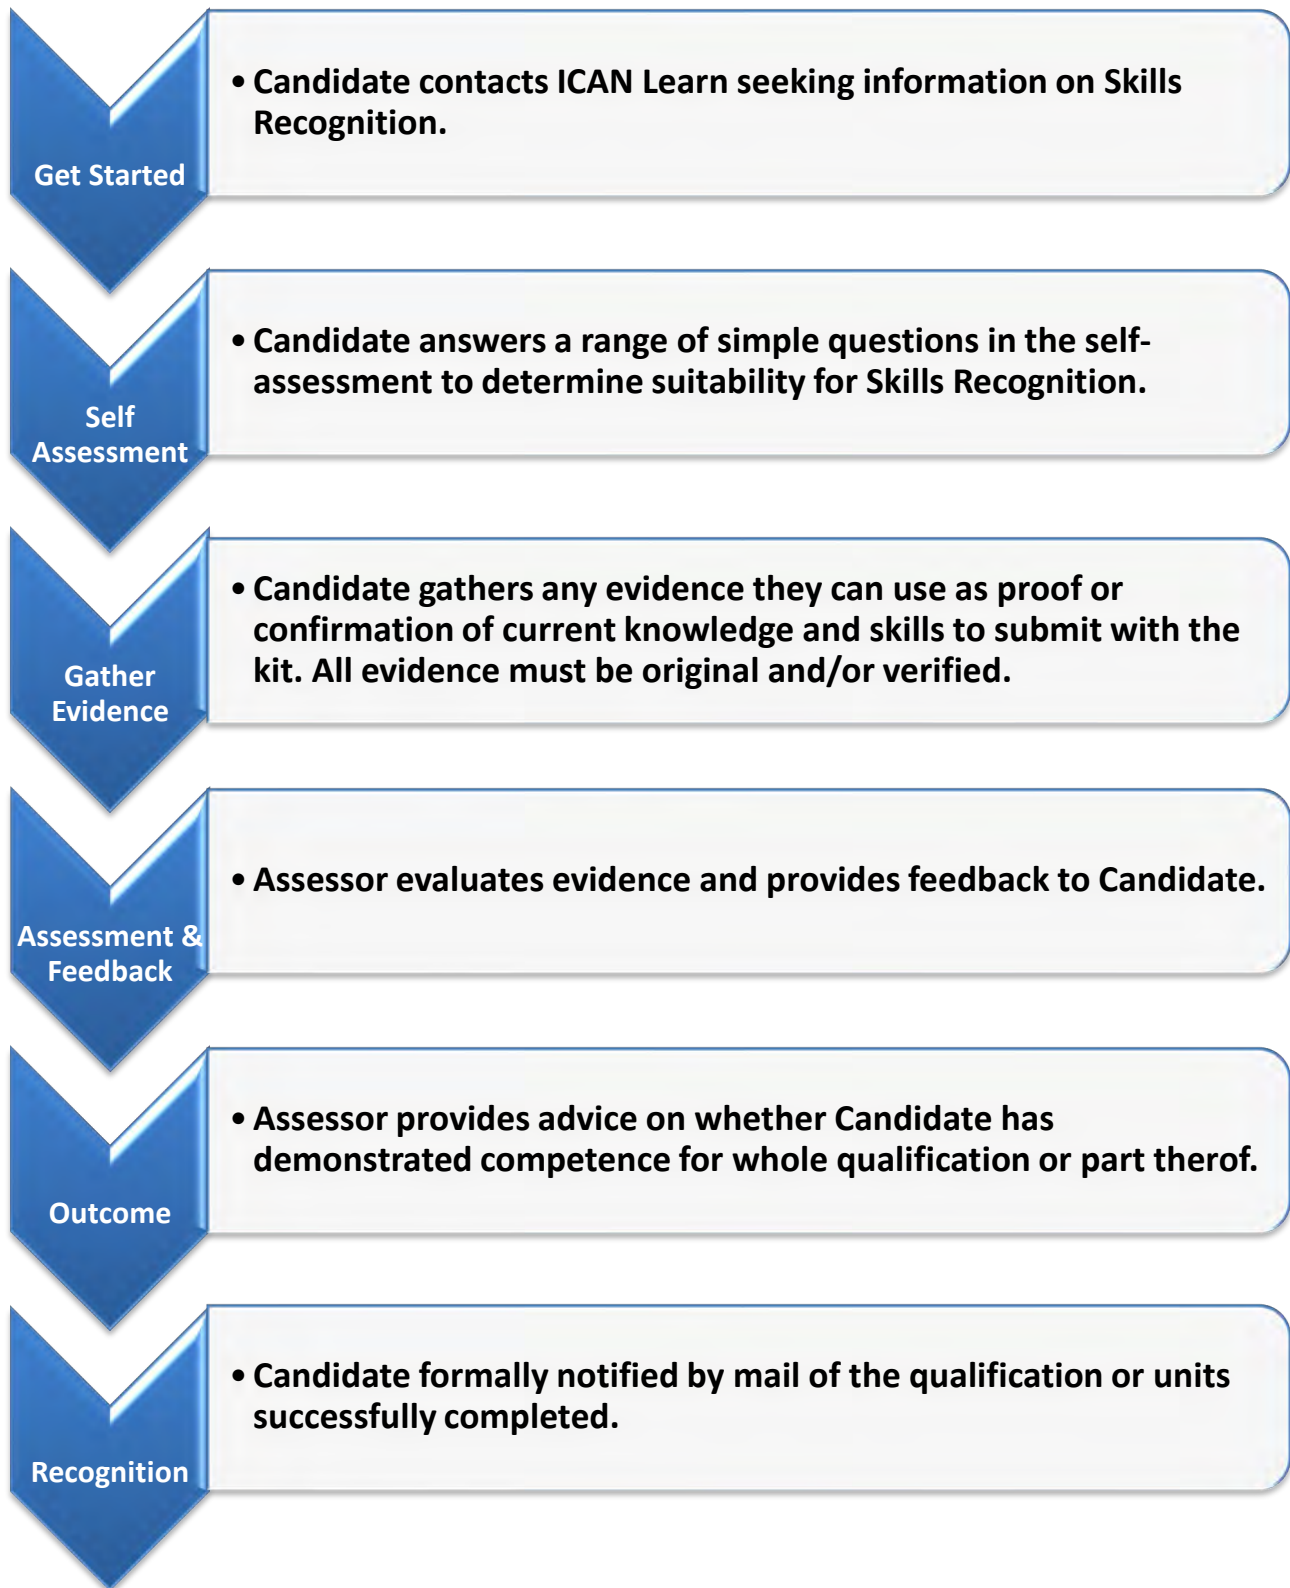 Get Started
• Candidate contacts ICAN Learn seeking information on Skills
Recognition.
Self
Assessment
• Candidate answers a range of simple questions in the self-
assessment to determine suitability for Skills Recognition.
Gather
Evidence
• Candidate gathers any evidence they can use as proof or
confirmation of current knowledge and skills to submit with the
kit. All evidence must be original and/or verified.
Assessment &
Feedback
• Assessor evaluates evidence and provides feedback to Candidate.
Outcome
• Assessor provides advice on whether Candidate has
demonstrated competence for whole qualification or part therof.
Recognition
• Candidate formally notified by mail of the qualification or units
successfully completed.